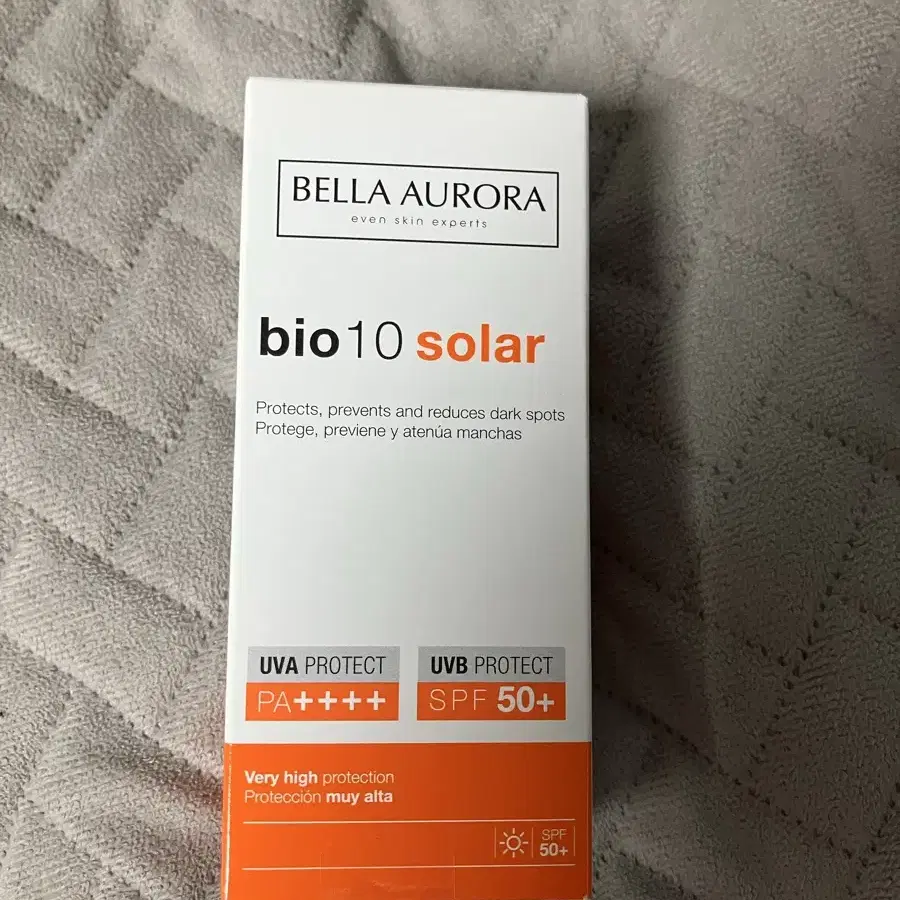 BELLA AURORA
even skin experts
bio10 solar
Protects, prevents and reduces dark spots
Protege, previene y atenúa manchas
UVA PROTECT
PA++++
UVB PROTECT
SPF 50+
Very high protection
Protección muy alta
SPF
50+